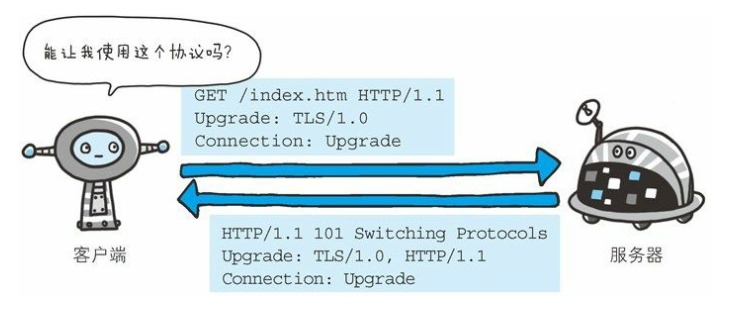 能让我使用这个协议吗?
GET /index.htm HTTP/1.1
Upgrade: TLS/1.0
Connection: Upgrade
HTTP/1.1 101 Switching Protocols
Upgrade: TLS/1.0, HTTP/1.1
Connection: Upgrade
客户端
服务器